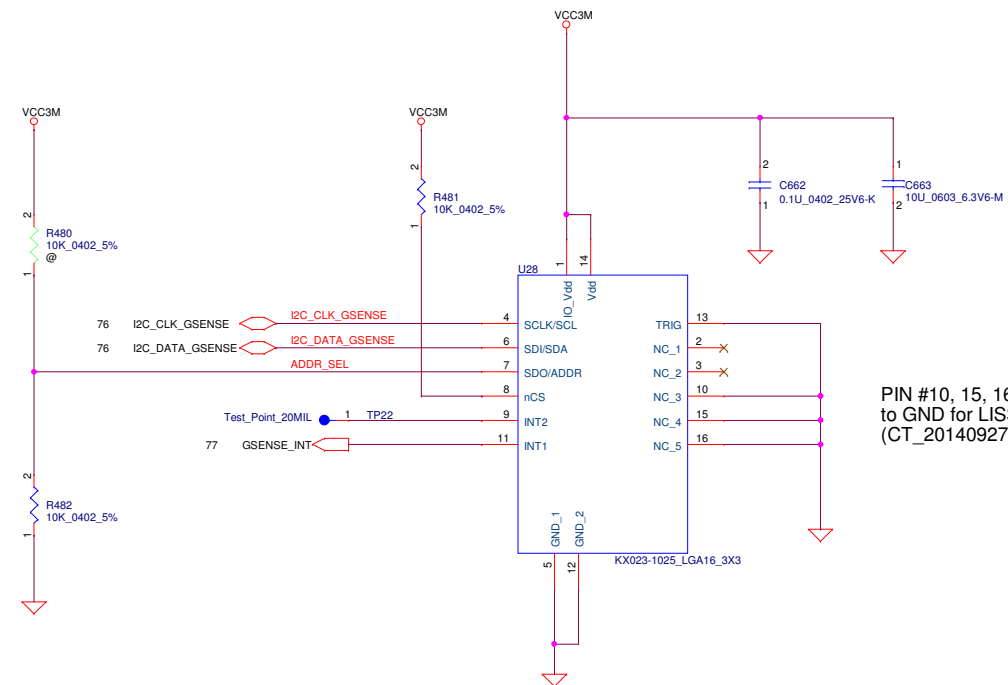 VCC3M
VCC3M
VCC3M
2
R480
10K_0402_5%
@
1
2
R481
10K_0402_5%
1
2
C662
0.1U_0402_25V6-K
1
1
C663
10U_0603_6.3V6-M
2
U28
1
14
IO_Vdd
Vdd
76 I2C_CLK_GSENSE
I2C_CLK_GSENSE
4
SCLK/SCL
76 I2C_DATA_GSENSE
I2C_DATA_GSENSE
6
SDI/SDA
ADDR_SEL
7
SDO/ADDR
8
nCS
Test_Point_20MIL
1
TP22
9
INT2
77 GSENSE_INT
11
INT1
TRIG
13
NC_1
2
NC_2
3
NC_3
10
NC_4
15
NC_5
16
PIN #10, 15, 16
to GND for LIS
(CT_20140927
2
R482
10K_0402_5%
1
GND_1
GND_2
5
12
KX023-1025_LGA16_3X3